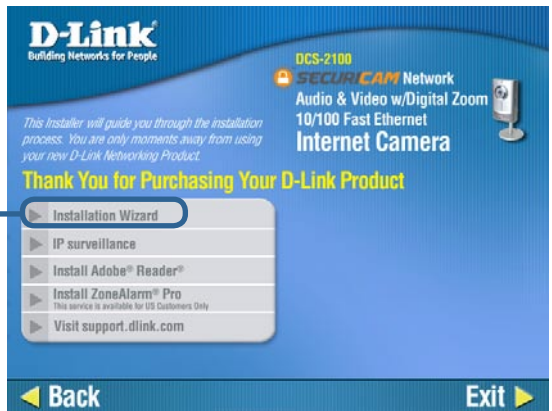 D-Link
Building Networks for People
DCS-2100
SECURICAM Network
Audio & Video w/Digital Zoom
10/100 Fast Ethernet
Internet Camera
This Installer will guide you through the installation
process. You are only moments away from using
your new D-Link Networking Product.
Thank You for Purchasing Your D-Link Product
Installation Wizard
IP surveillance
Install Adobe® Reader®
Install ZoneAlarm® Pro
This service is available for US Customers Only
Visit support.dlink.com
Back
Exit